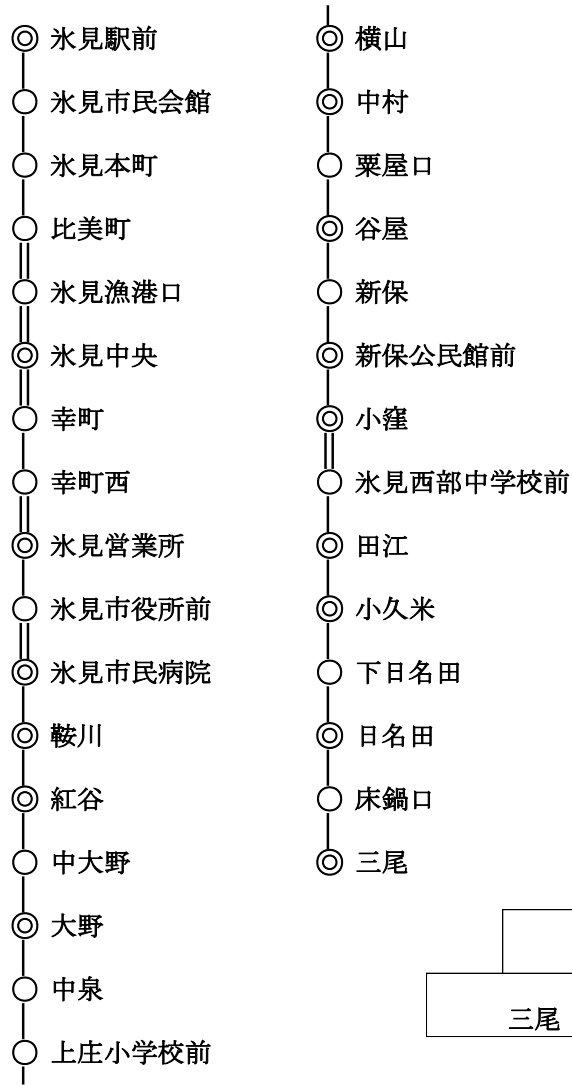 氷見駅前
氷見市民会館
氷見本町
比美町
氷見漁港口
氷見中央
幸町
幸町西
氷見営業所
氷見市役所前
氷見市民病院
鞍川
紅谷
中大野
大野
中泉
上庄小学校前
横山
中村
粟屋口
谷屋
新保
新保公民館前
小窪
氷見西部中学校前
田江
小久米
下日名田
日名田
床鍋口
三尾
三尾